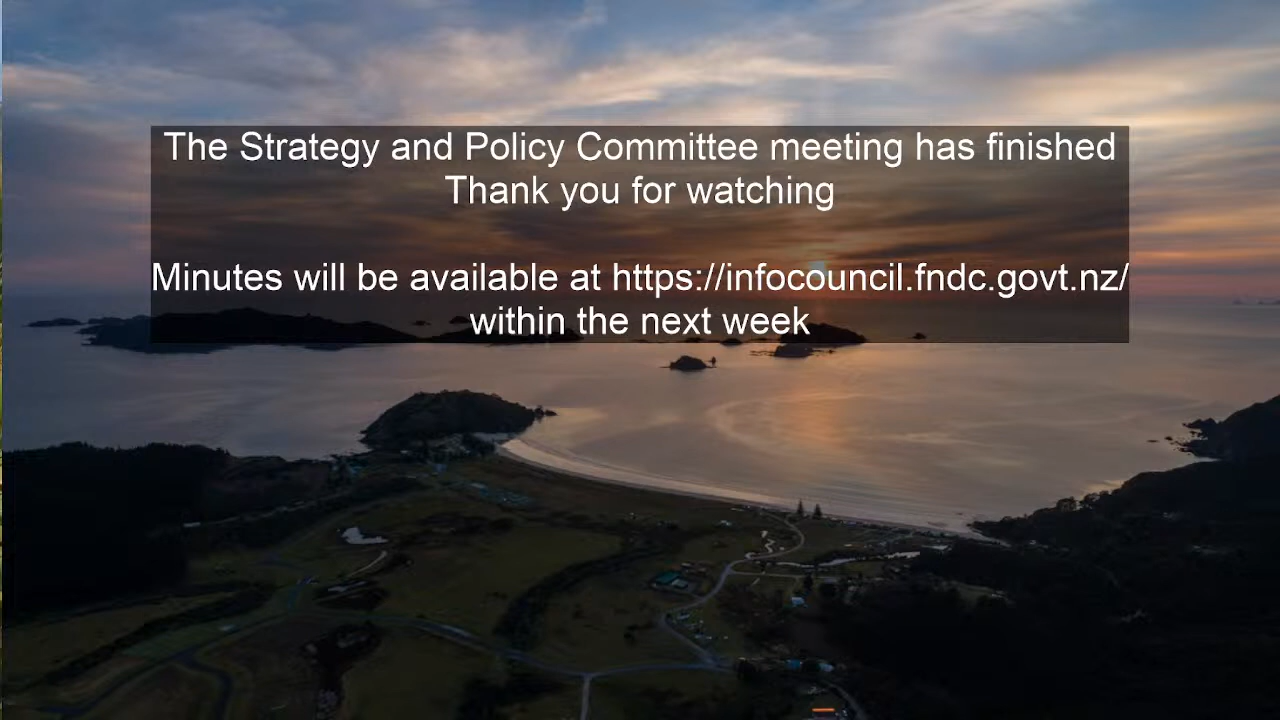 The Strategy and Policy Committee meeting has finished
Thank you for watching
Minutes will be available at https://infocouncil.fndc.govt.nz/
within the next week